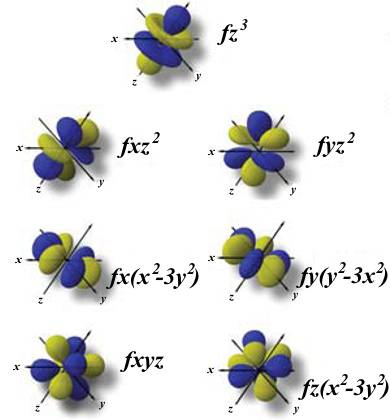 fz³
x
z
y
fxz²
x
z
y
fyz²
x
z
y
fx(x²-3y²)
x
z
y
fy(y²-3x²)
x
z
y
fxyz
x
z
y
fz(x²-3y²)
x
z
y